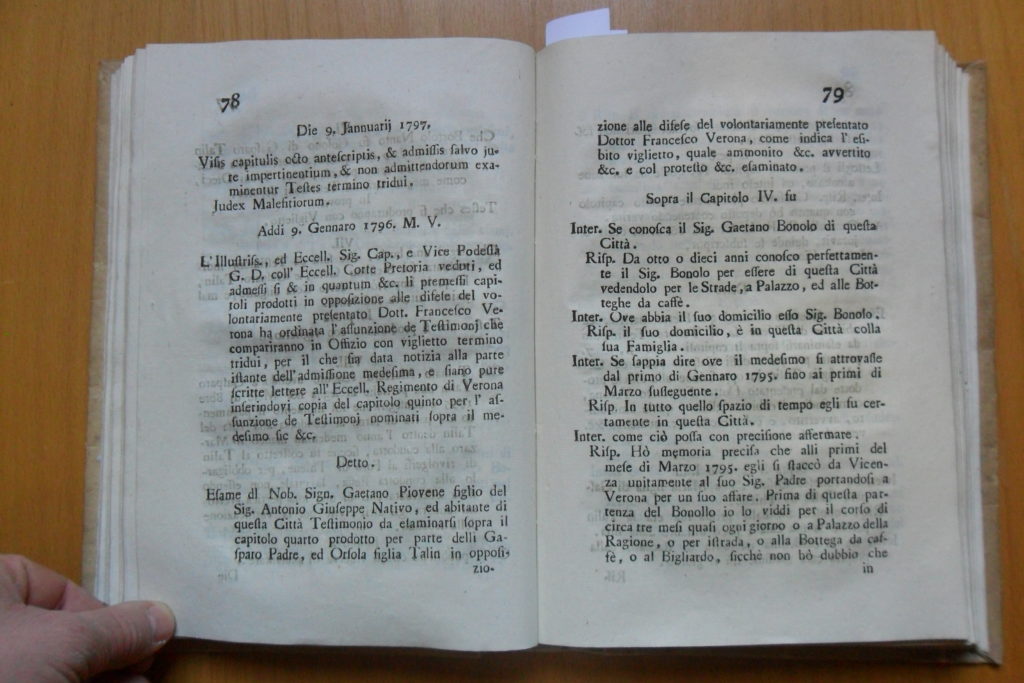 78
Die 9. Jannuarij 1797.
Visis capitulis octo antescriptis, & admissis salvo ju-
re impertinentium, & non admittendorum exa-
minentur Testes termino tridui.
Judex Malefitiorum.
Addi 9. Gennaro 1796. M. V.
L'Illustriss., ed Eccell. Sig. Cap., e Vice Podestà
G. D. coll' Eccell. Corte Pretoria veduti, ed
admessi si & in quantum &c. li premessi capi-
toli prodotti in opposizione alle difese del vo-
lontariamente presentato Dott. Francesco Ve-
rona ha ordinata l'assunzione de Testimonj che
compariranno in Offizio con viglietto termino
tridui, per il che sia data notizia alla parte
istante dell'admissione medesima, e siano pure
scritte lettere all'Eccell. Regimento di Verona
inserindovi copia del capitolo quinto per l' as-
sunzione de Testimonj nominati sopra il me-
desimo sic &c.
Detto.
Esame dl Nob. Sign. Gaetano Piovene figlio del
Sig. Antonio Giuseppe Nativo, ed abitante di
questa Città Testimonio da esaminarsi sopra il
capitolo quarto prodotto per parte delli Ga-
sparo Padre, ed Orsola figlia Talin in opposi-
zio-
79
zione alle difese del volontariamente presentato
Dottor Francesco Verona, come indica l' esi-
bito viglietto, quale ammonito &c. avvertito
&c. e col protesto &c. esaminato.
Sopra il Capitolo IV. fu
Inter. Se conosca il Sig. Gaetano Bonolo di questa
Città.
Risp. Da otto o dieci anni conosco perfettamen-
te il Sig. Bonolo per essere di questa Città
vedendolo per le Strade, a Palazzo, ed alle Bot-
teghe da caffè.
Inter. Ove abbia il suo domicilio esso Sig. Bonolo.
Risp. il suo domicilio, è in questa Città colla
sua Famiglia.
Inter. Se sappia dire ove il medesimo si attrovasse
dal primo di Gennaro 1795. fino ai primi di
Marzo susseguente.
Risp. In tutto quello spazio di tempo egli fu cer-
tamente in questa Città.
Inter. come ciò possa con precisione affermare.
Risp. Hò memoria precisa che alli primi del
mese di Marzo 1795. egli si staccò da Vicen-
za unitamente al suo Sig. Padre portandosi a
Verona per un suo affare. Prima di questa par-
tenza del Bonollo io lo viddi per il corso di
circa tre mesi quasi ogni giorno o a Palazzo della
Ragione, o per istrada, o alla Bottega da caf-
fè, o al Bigliardo, sicchè non hò dubbio che
in